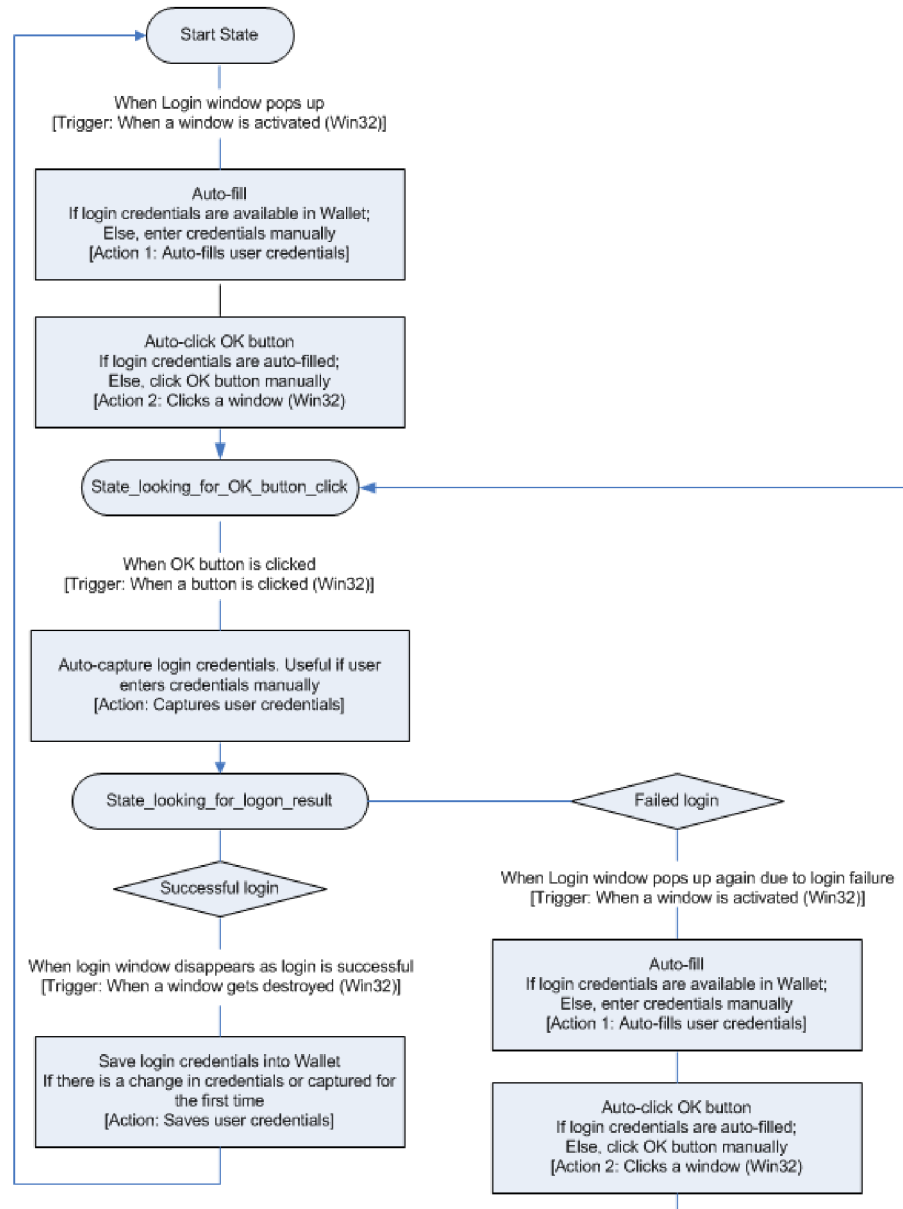 Start State
When Login window pops up
[Trigger: When a window is activated (Win32)]
Auto-fill
If login credentials are available in Wallet;
Else, enter credentials manually
[Action 1: Auto-fills user credentials]
Auto-click OK button
If login credentials are auto-filled;
Else, click OK button manually
[Action 2: Clicks a window (Win32)
State_looking_for_OK_button_click
When OK button is clicked
[Trigger: When a button is clicked (Win32)]
Auto-capture login credentials. Useful if user
enters credentials manually
[Action: Captures user credentials]
State_looking_for_logon_result
Successful login
When login window disappears as login is successful
[Trigger: When a window gets destroyed (Win32)]
Save login credentials into Wallet
If there is a change in credentials or captured for
the first time
[Action: Saves user credentials]
Failed login
When Login window pops up again due to login failure
[Trigger: When a window is activated (Win32)]
Auto-fill
If login credentials are available in Wallet;
Else, enter credentials manually
[Action 1: Auto-fills user credentials]
Auto-click OK button
If login credentials are auto-filled;
Else, click OK button manually
[Action 2: Clicks a window (Win32)